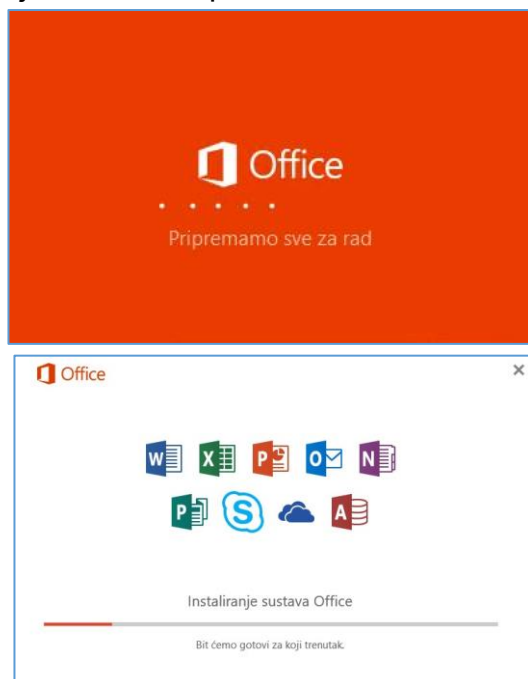 Office
Pripremamo sve za rad
Office
W X P O N
P S A
Instaliranje sustava Office
Bit ćemo gotovi za koji trenutak.